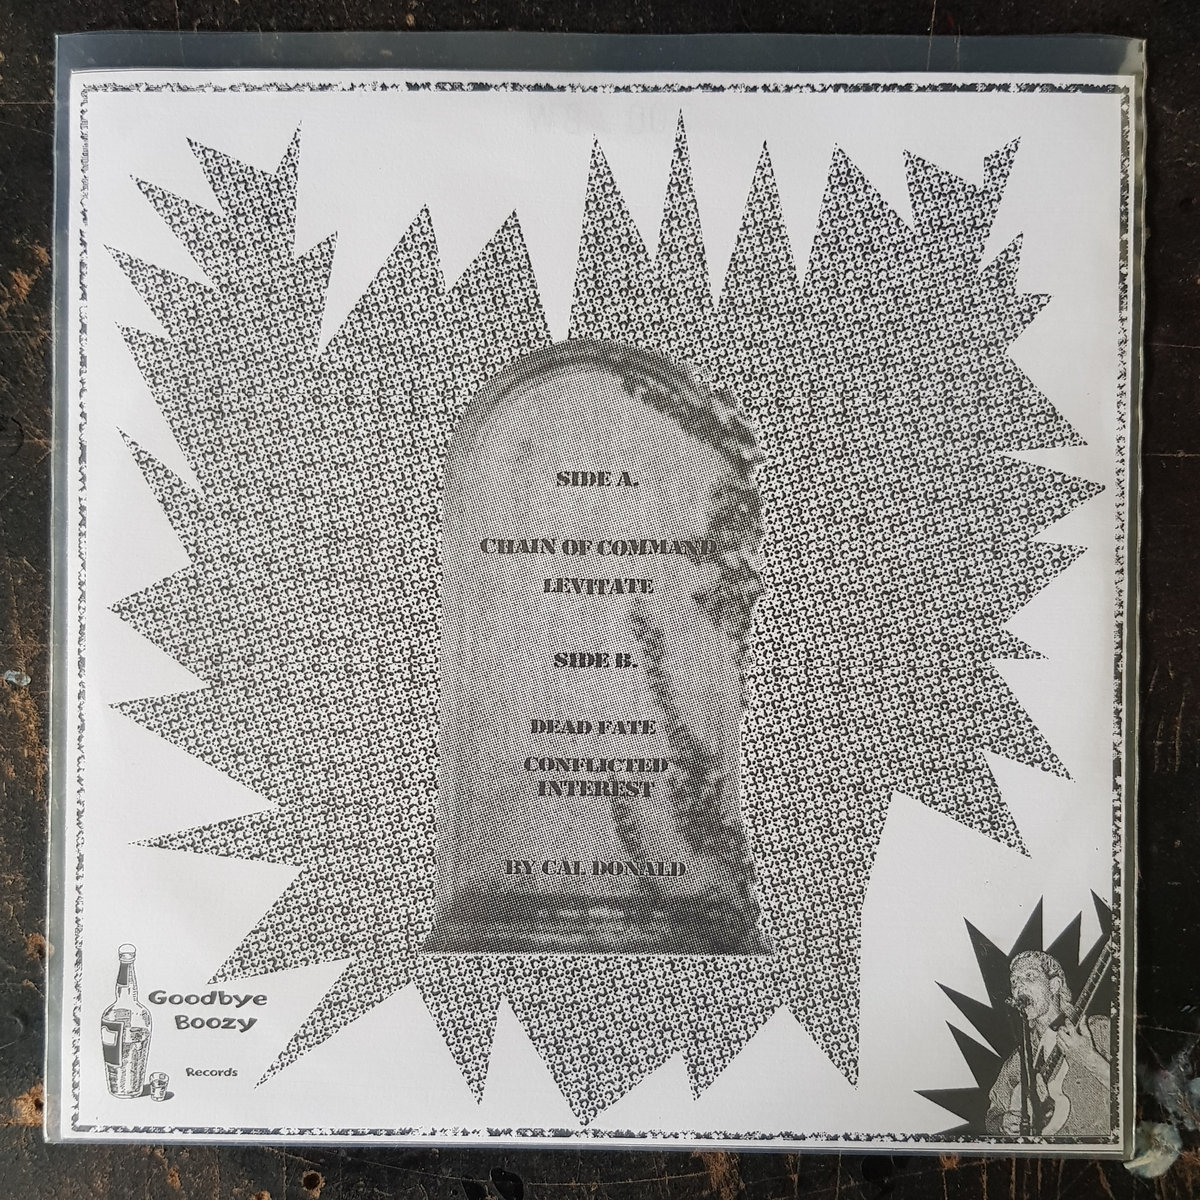 SIDE A.
CHAIN OF COMMAND
LEVITATE
SIDE B.
DEAD FATE
CONFLICTED
INTEREST
BY CAL DONALD
Goodbye
Boozy
Records